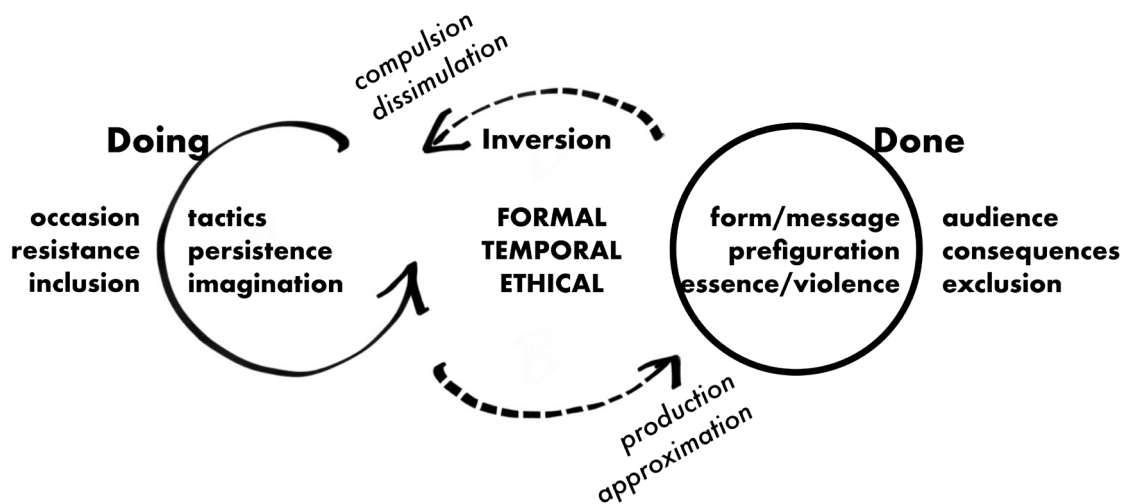 compulsion
dissimulation
Doing
Inversion
Done
occasion tactics FORMAL form/message audience
resistance persistence TEMPORAL prefiguration consequences
inclusion imagination ETHICAL essence/violence exclusion
production
approximation